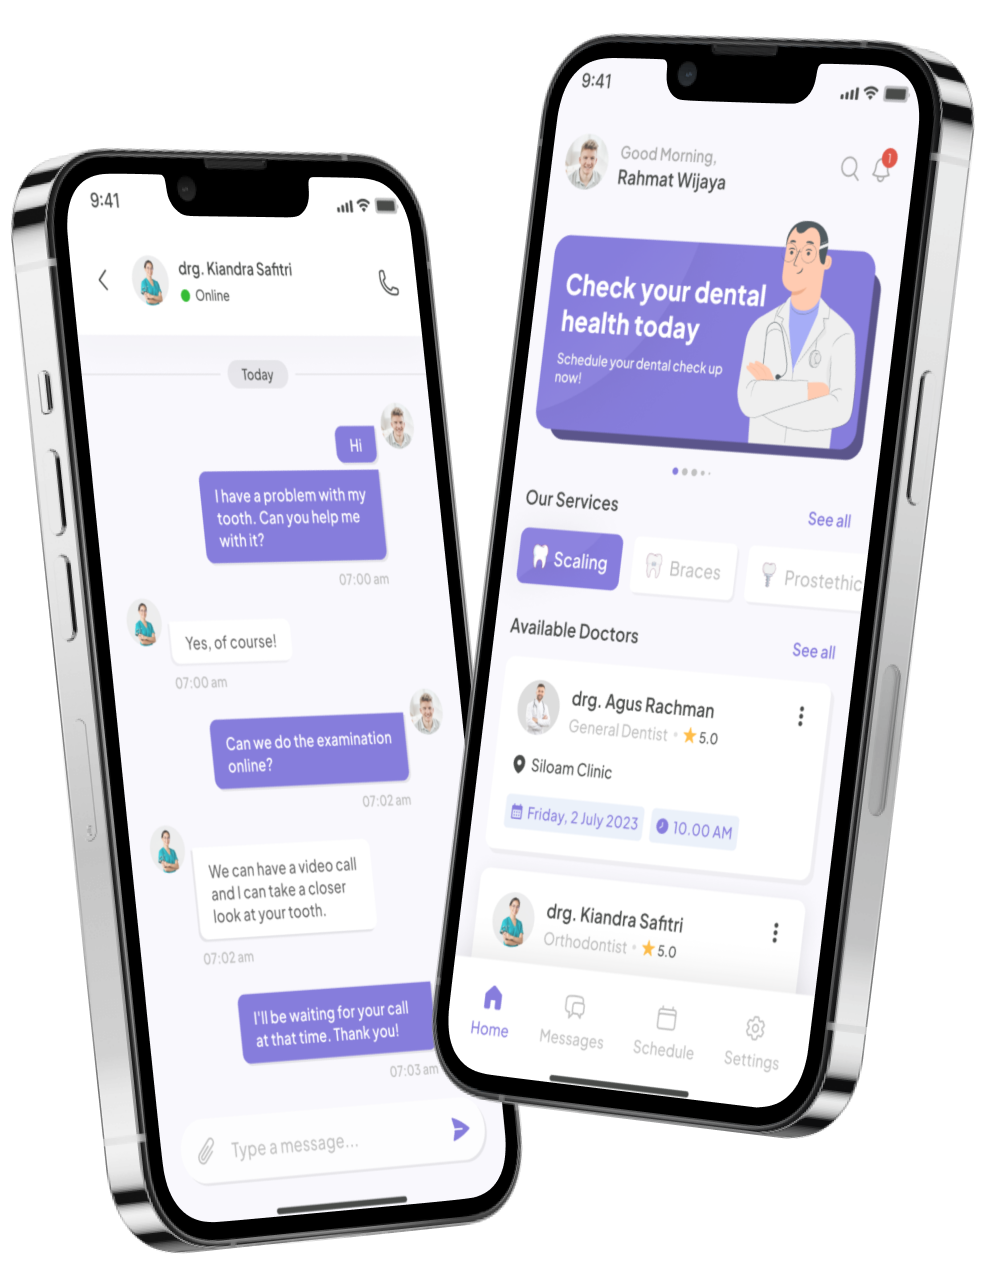 9:41
drg. Kiandra Safitri
Online
Today
Hi
I have a problem with my
tooth. Can you help me
with it?
07:00 am
Yes, of course!
07:00 am
Can we do the examination
online?
07:02 am
We can have a video call
and I can take a closer
look at your tooth.
07:02 am
I'll be waiting for your call
at that time. Thank you!
07:03 am
Type a message...
9:41
Good Morning,
Rahmat Wijaya
1
Check your dental
health today
Schedule your dental check up
now!
Our Services
See all
Scaling
Braces
Prostethic
Available Doctors
See all
drg. Agus Rachman
General Dentist • 5.0
Siloam Clinic
Friday, 2 July 2023
10.00 AM
drg. Kiandra Safitri
Orthodontist • 5.0
Home
Messages
Schedule
Settings